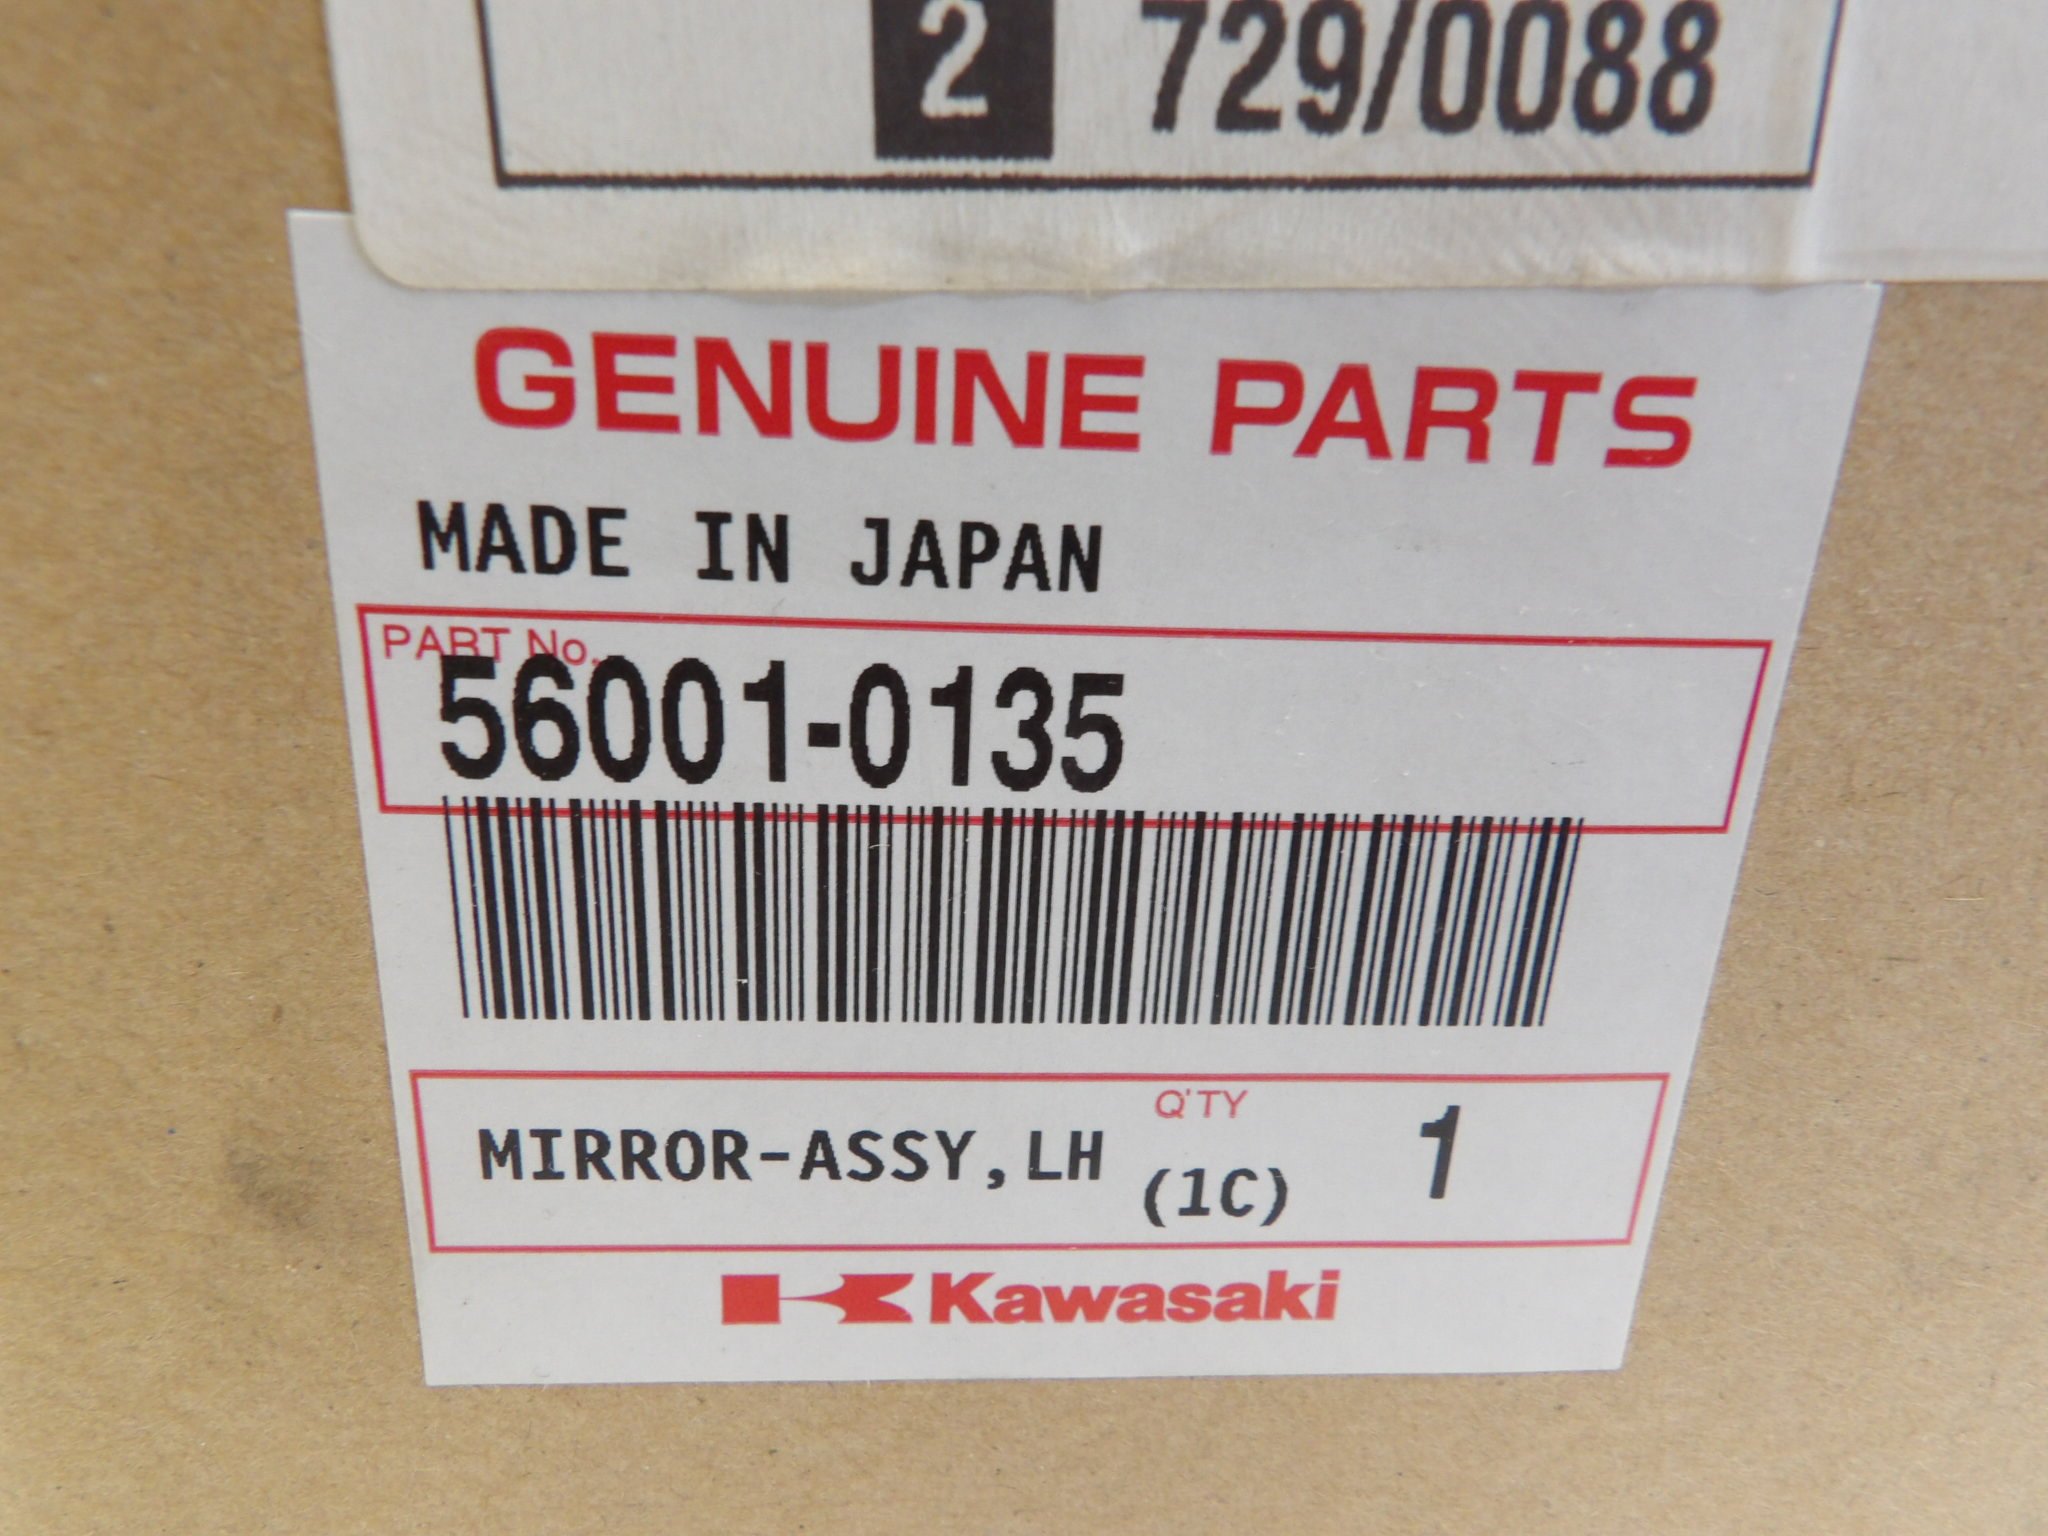 2 729/0088
GENUINE PARTS
MADE IN JAPAN
PART No.
56001-0135
Q'TY
MIRROR-ASSY,LH (1C) 1
Kawasaki